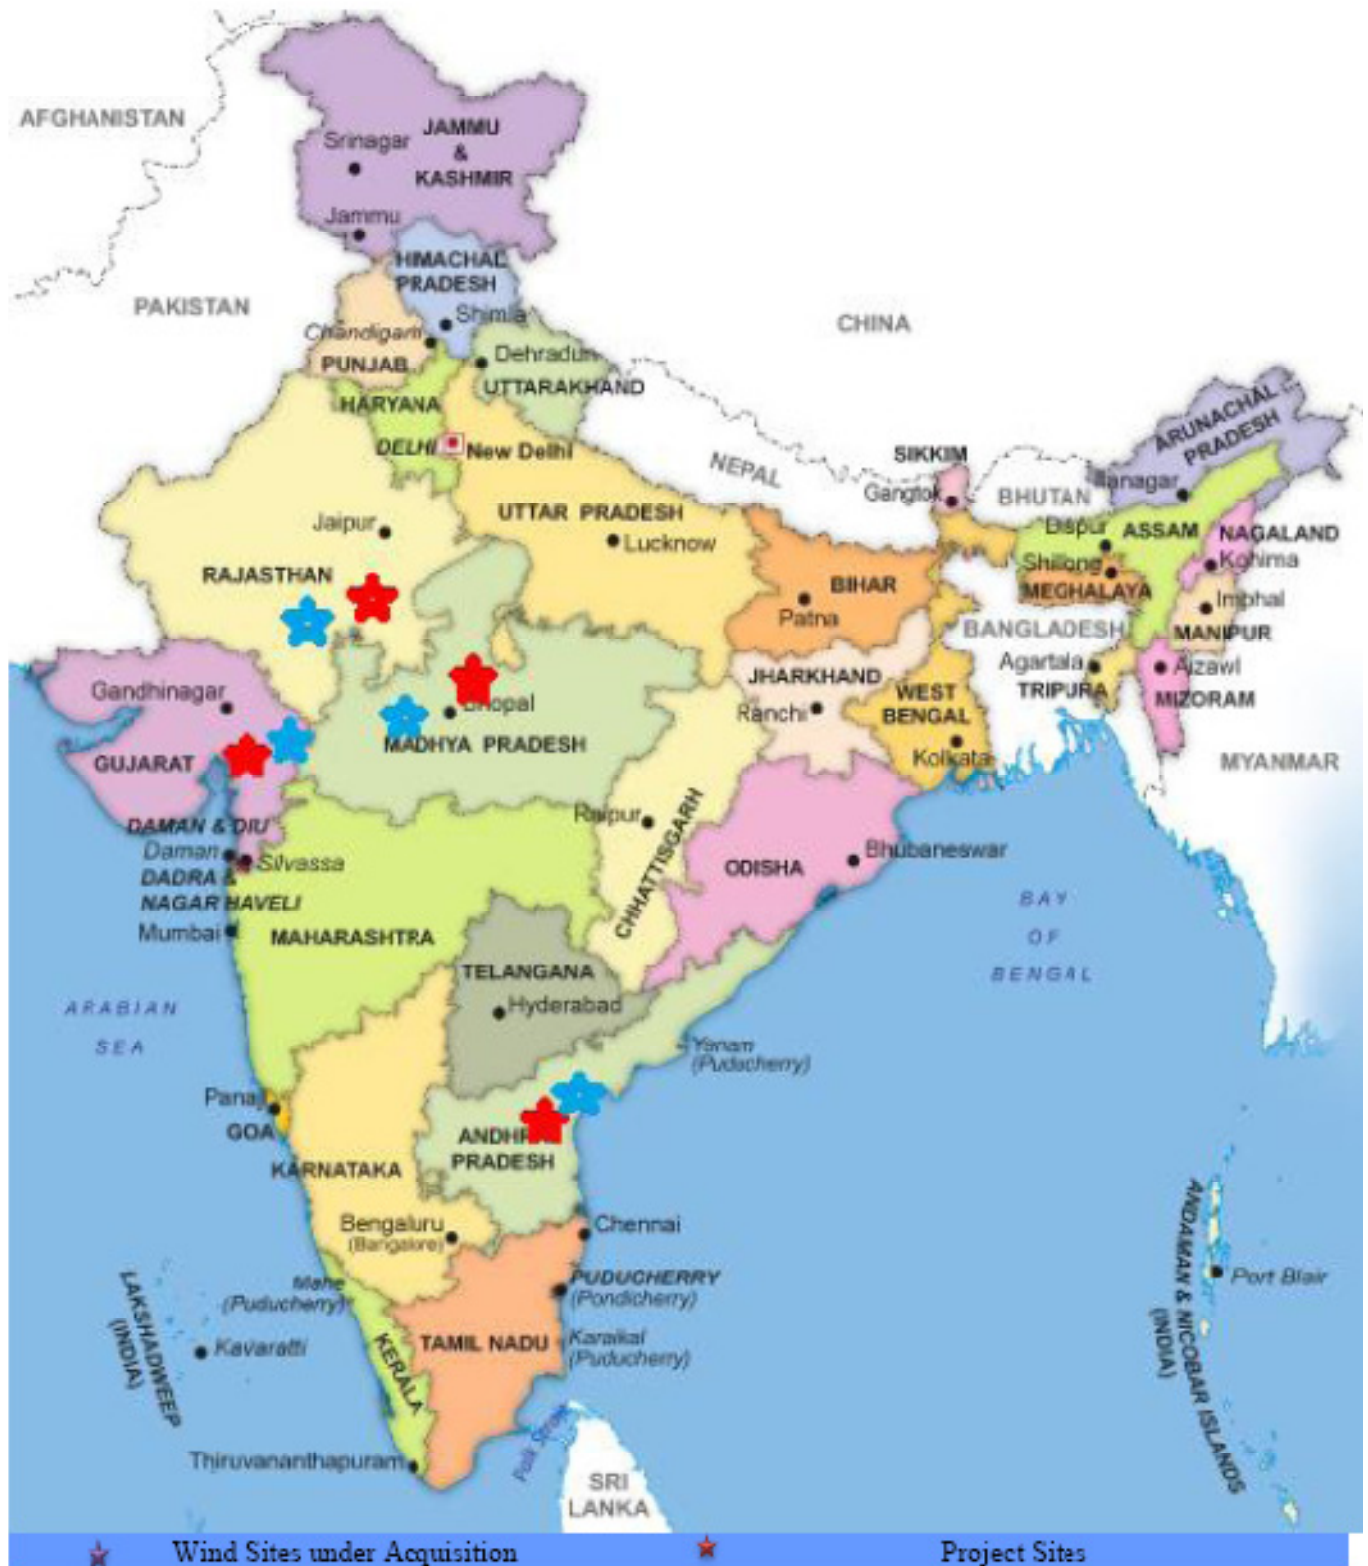 AFGHANISTAN
JAMMU
&
KASHMIR
Srinagar
Jammu
HIMACHAL
PRADESH
PAKISTAN
Shimla
CHINA
Chandigarh
PUNJAB
Dehradun
UTTARAKHAND
HARYANA
DELHI
New Delhi
ARUNACHAL
PRADESH
NEPAL
SIKKIM
Gangtok
BHUTAN
Itanagar
UTTAR PRADESH
Jaipur
Lucknow
Dispur
ASSAM
NAGALAND
Kohima
RAJASTHAN
BIHAR
Patna
Shillong
MEGHALAYA
Imphal
BANGLADESH
MANIPUR
Gandhinagar
Bhopal
JHARKHAND
Ranchi
WEST
BENGAL
Agartala
TRIPURA
Aizawl
MIZORAM
GUJARAT
MADHYA PRADESH
Kolkata
MYANMAR
Raipur
DAMAN & DIU
Daman
Silvassa
DADRA &
NAGAR HAVELI
CHHATTISGARH
ODISHA
Bhubaneswar
Mumbai
MAHARASHTRA
BAY
OF
BENGAL
TELANGANA
Hyderabad
ARABIAN
SEA
Yanam
(Puducherry)
Panaji
GOA
ANDHRA
PRADESH
KARNATAKA
Bengaluru
(Bangalore)
Chennai
PUDUCHERRY
(Pondicherry)
Mahe
(Puducherry)
LAKSHADWEEP
(INDIA)
Kavaratti
KERALA
TAMIL NADU
Karaikal
(Puducherry)
ANDAMAN & NICOBAR ISLANDS
(INDIA)
Port Blair
Thiruvananthapuram
Palk Strait
SRI
LANKA
Wind Sites under Acquisition
Project Sites